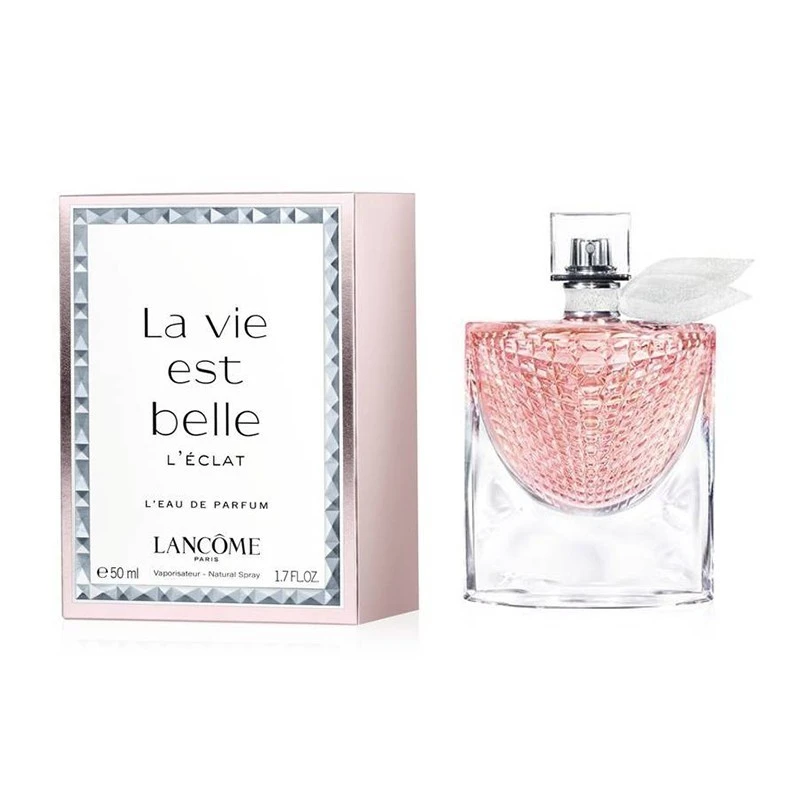 La vie
est
belle
L'ÉCLAT
L'EAU DE PARFUM
LANCÔME
PARIS
℮ 50 ml Vaporisateur - Natural Spray 1.7 FL.OZ.